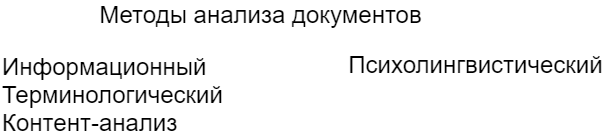 Методы анализа документов
Информационный
Терминологический
Контент-анализ
Психолингвистический